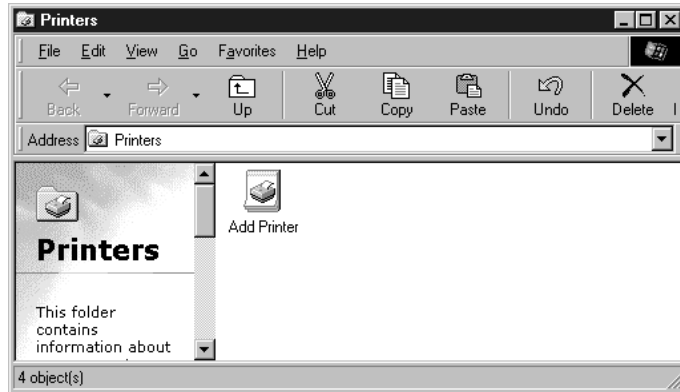 Printers
File Edit View Go Favorites Help
Back Forward Up Cut Copy Paste Undo Delete
Address Printers
Add Printer
Printers
This folder
contains
information about
4 object(s)